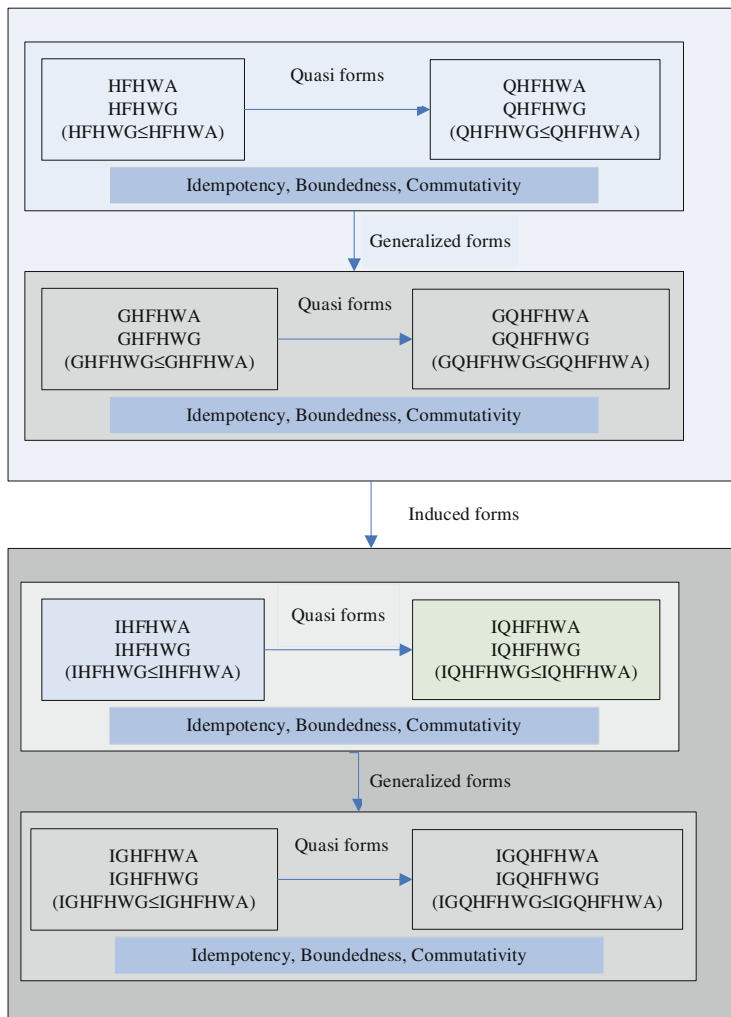 HFHWA
HFHWG
(HFHWG≤HFHWA)
Quasi forms
QHFHWA
QHFHWG
(QHFHWG≤QHFHWA)
Idempotency, Boundedness, Commutativity
Generalized forms
GHFHWA
GHFHWG
(GHFHWG≤GHFHWA)
Quasi forms
GQHFHWA
GQHFHWG
(GQHFHWG≤GQHFHWA)
Idempotency, Boundedness, Commutativity
Induced forms
IHFHWA
IHFHWG
(IHFHWG≤IHFHWA)
Quasi forms
IQHFHWA
IQHFHWG
(IQHFHWG≤IQHFHWA)
Idempotency, Boundedness, Commutativity
Generalized forms
IGHFHWA
IGHFHWG
(IGHFHWG≤IGHFHWA)
Quasi forms
IGQHFHWA
IGQHFHWG
(IGQHFHWG≤IGQHFHWA)
Idempotency, Boundedness, Commutativity